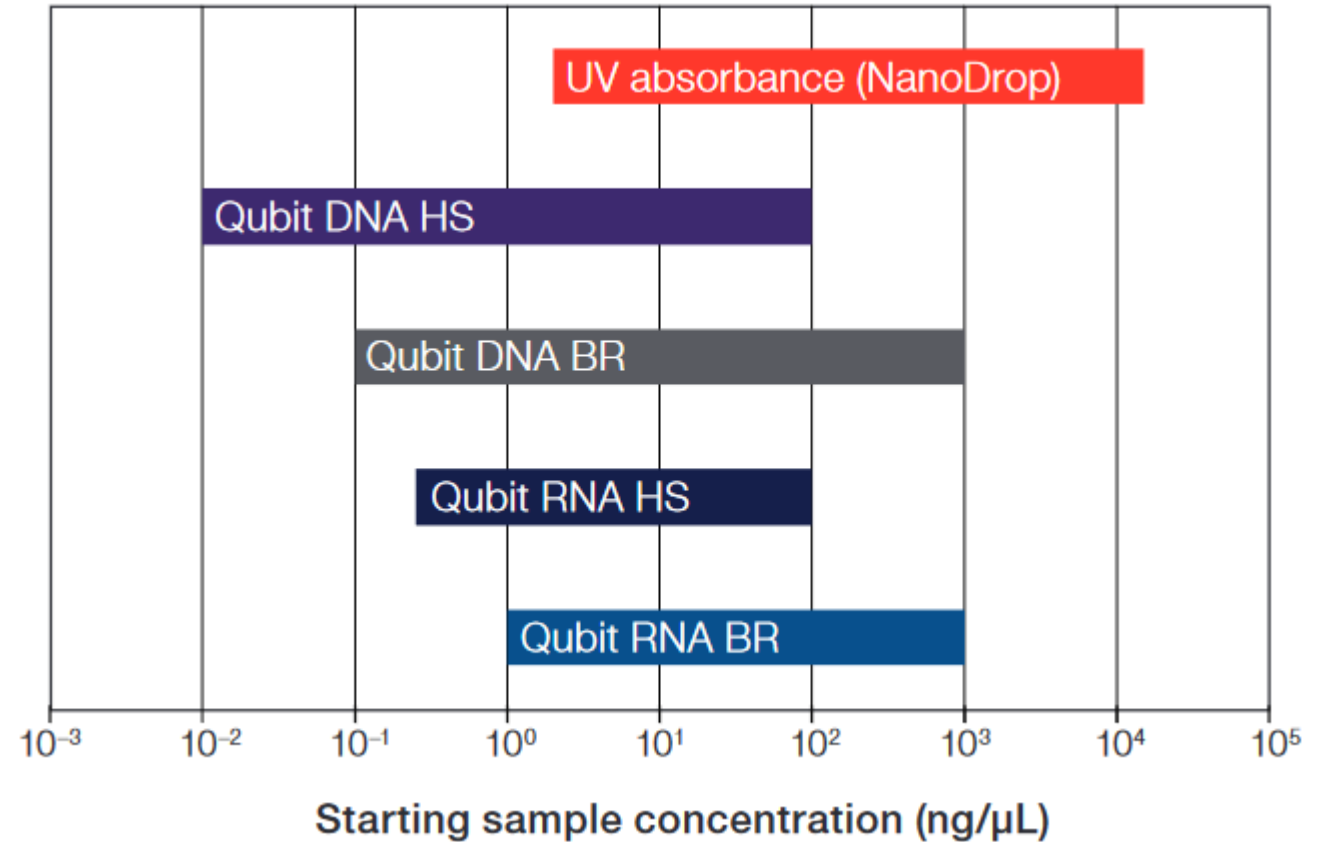 UV absorbance (NanoDrop)
Qubit DNA HS
Qubit DNA BR
Qubit RNA HS
Qubit RNA BR
10⁻³ 10⁻² 10⁻¹ 10⁰ 10¹ 10² 10³ 10⁴ 10⁵
Starting sample concentration (ng/µL)